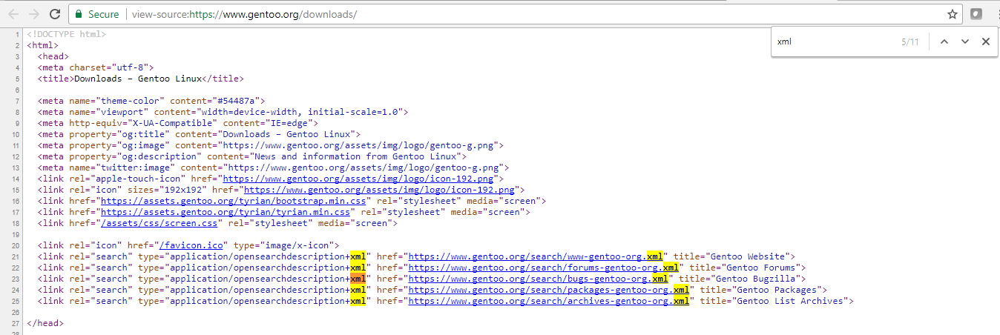 Secure | view-source:https://www.gentoo.org/downloads/
xml 5/11
1 <!DOCTYPE html>
2 <html>
3 <head>
4 <meta charset="utf-8">
5 <title>Downloads – Gentoo Linux</title>
6
7 <meta name="theme-color" content="#54487a">
8 <meta name="viewport" content="width=device-width, initial-scale=1.0">
9 <meta http-equiv="X-UA-Compatible" content="IE=edge">
10 <meta property="og:title" content="Downloads – Gentoo Linux">
11 <meta property="og:image" content="https://www.gentoo.org/assets/img/logo/gentoo-g.png">
12 <meta property="og:description" content="News and information from Gentoo Linux">
13 <meta name="twitter:image" content="https://www.gentoo.org/assets/img/logo/gentoo-g.png">
14 <link rel="apple-touch-icon" href="https://www.gentoo.org/assets/img/logo/icon-192.png">
15 <link rel="icon" sizes="192x192" href="https://www.gentoo.org/assets/img/logo/icon-192.png">
16 <link href="https://assets.gentoo.org/tyrian/bootstrap.min.css" rel="stylesheet" media="screen">
17 <link href="https://assets.gentoo.org/tyrian/tyrian.min.css" rel="stylesheet" media="screen">
18 <link href="/assets/css/screen.css" rel="stylesheet" media="screen">
19
20 <link rel="icon" href="/favicon.ico" type="image/x-icon">
21 <link rel="search" type="application/opensearchdescription+xml" href="https://www.gentoo.org/search/www-gentoo-org.xml" title="Gentoo Website">
22 <link rel="search" type="application/opensearchdescription+xml" href="https://www.gentoo.org/search/forums-gentoo-org.xml" title="Gentoo Forums">
23 <link rel="search" type="application/opensearchdescription+xml" href="https://www.gentoo.org/search/bugs-gentoo-org.xml" title="Gentoo Bugzilla">
24 <link rel="search" type="application/opensearchdescription+xml" href="https://www.gentoo.org/search/packages-gentoo-org.xml" title="Gentoo Packages">
25 <link rel="search" type="application/opensearchdescription+xml" href="https://www.gentoo.org/search/archives-gentoo-org.xml" title="Gentoo List Archives">
26
27 </head>
28